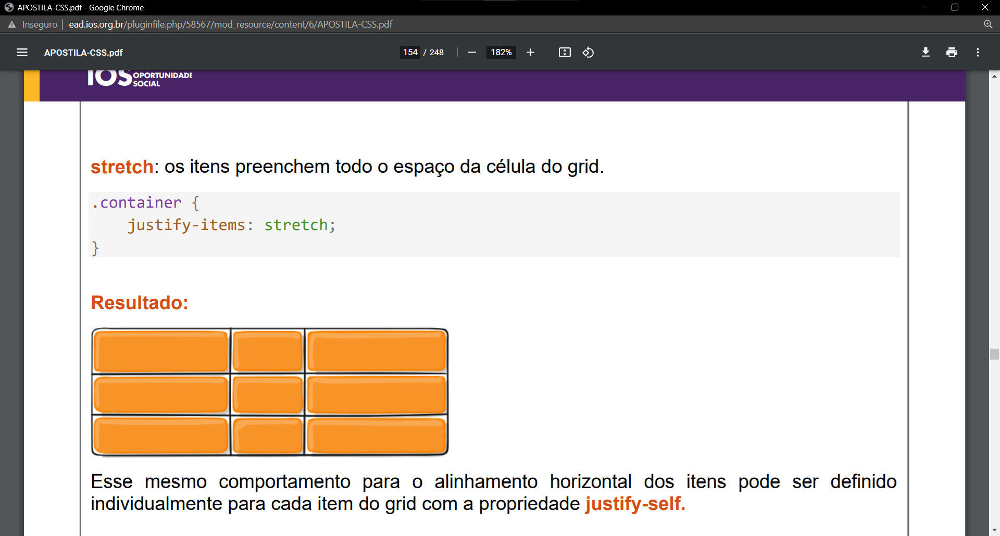 APOSTILA-CSS.pdf - Google Chrome
Inseguro | ead.ios.org.br/pluginfile.php/58567/mod_resource/content/6/APOSTILA-CSS.pdf
APOSTILA-CSS.pdf 154 / 248 182%
IOS OPORTUNIDADE
SOCIAL
stretch: os itens preenchem todo o espaço da célula do grid.
.container {
justify-items: stretch;
}
Resultado:
Esse mesmo comportamento para o alinhamento horizontal dos itens pode ser definido
individualmente para cada item do grid com a propriedade justify-self.